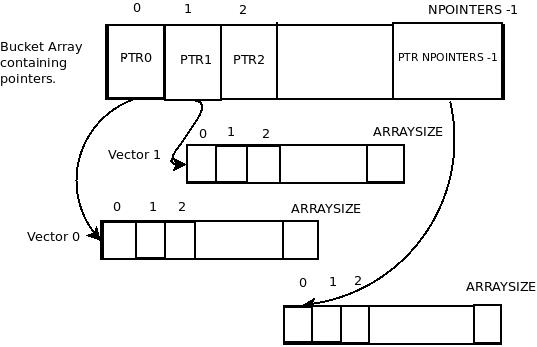 0 1 2 NPOINTERS -1
Bucket Array
containing
pointers.
PTR0 PTR1 PTR2 PTR NPOINTERS -1
0 1 2 ARRAYSIZE
Vector 1
0 1 2 ARRAYSIZE
Vector 0
0 1 2 ARRAYSIZE